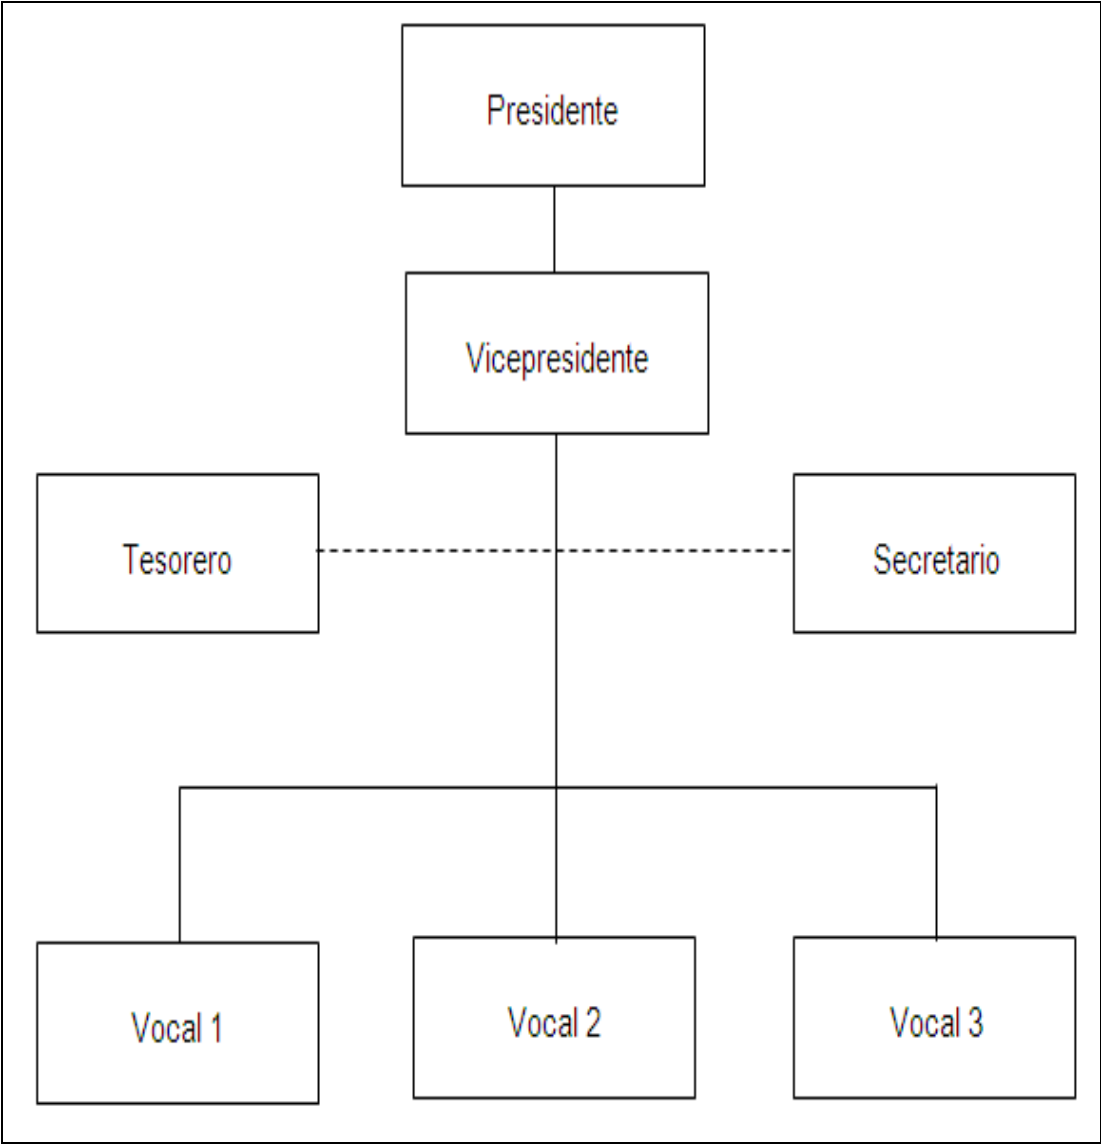 Presidente
Vicepresidente
Tesorero
Secretario
Vocal 1
Vocal 2
Vocal 3